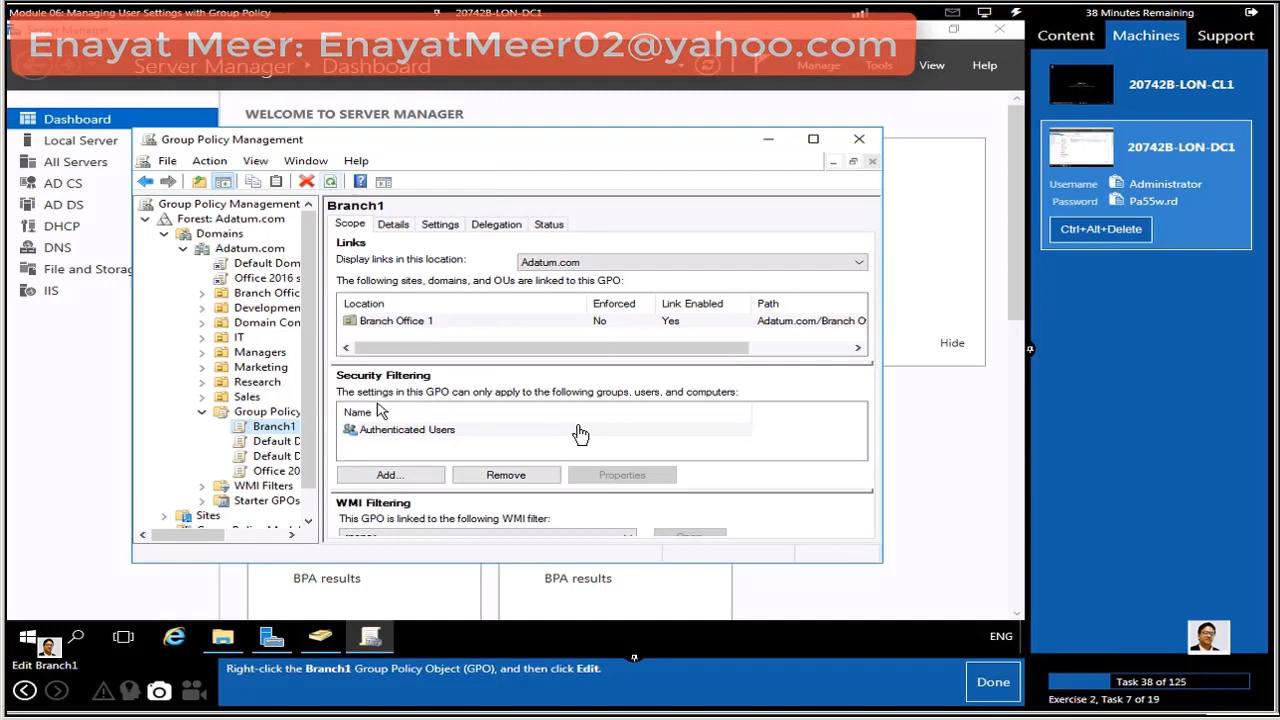 Module 06: Managing User Settings with Group Policy
20742B-LON-DC1
38 Minutes Remaining
Enayat Meer: EnayatMeer02@yahoo.com
Content
Machines
Support
Server Manager
Dashboard
Manage
Tools
View
Help
Dashboard
Local Server
All Servers
AD CS
AD DS
DHCP
DNS
File and Storag
IIS
WELCOME TO SERVER MANAGER
Hide
BPA results
BPA results
Group Policy Management
File
Action
View
Window
Help
Group Policy Management
Forest: Adatum.com
Domains
Adatum.com
Default Dom
Office 2016 s
Branch Offic
Development
Domain Con
IT
Managers
Marketing
Research
Sales
Group Policy
Branch1
Default D
Default D
Office 20
WMI Filters
Starter GPOs
Sites
Branch1
Scope
Details
Settings
Delegation
Status
Links
Display links in this location:
Adatum.com
The following sites, domains, and OUs are linked to this GPO:
Location
Enforced
Link Enabled
Path
Branch Office 1
No
Yes
Adatum.com/Branch O
Security Filtering
The settings in this GPO can only apply to the following groups, users, and computers:
Name
Authenticated Users
Add...
Remove
Properties
WMI Filtering
This GPO is linked to the following WMI filter:
20742B-LON-CL1
20742B-LON-DC1
Username
Administrator
Password
Pa55w.rd
Ctrl+Alt+Delete
ENG
Edit Branch1
Right-click the Branch1 Group Policy Object (GPO), and then click Edit.
Done
Task 38 of 125
Exercise 2, Task 7 of 19